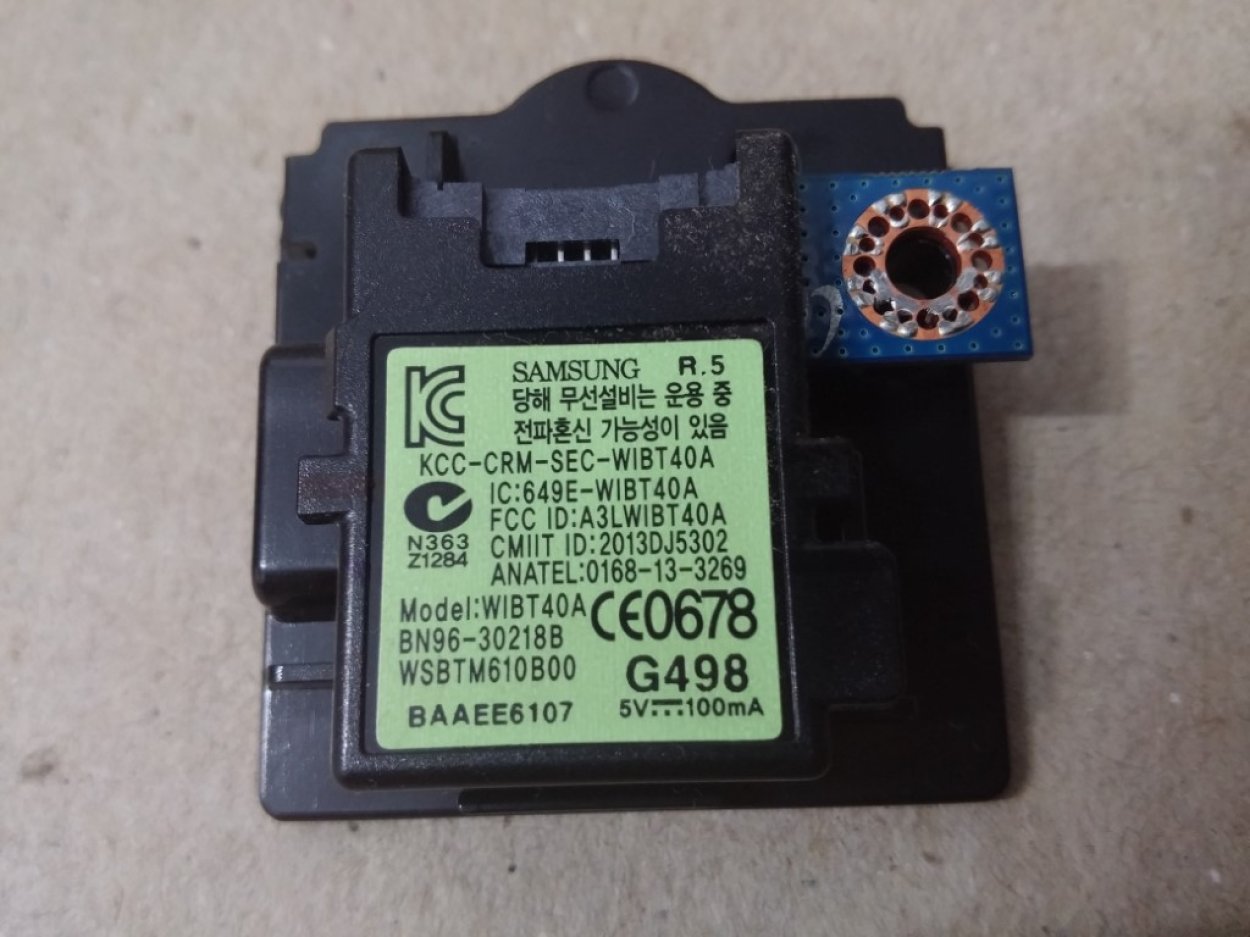 SAMSUNG R.5
당해 무선설비는 운용 중
전파혼신 가능성이 있음
KCC-CRM-SEC-WIBT40A
IC:649E-WIBT40A
FCC ID:A3LWIBT40A
N363 CMIIT ID:2013DJ5302
Z1284 ANATEL:0168-13-3269
Model:WIBT40A CE0678
BN96-30218B
WSBTM610B00 G498
BAAEE6107 5V⎓100mA